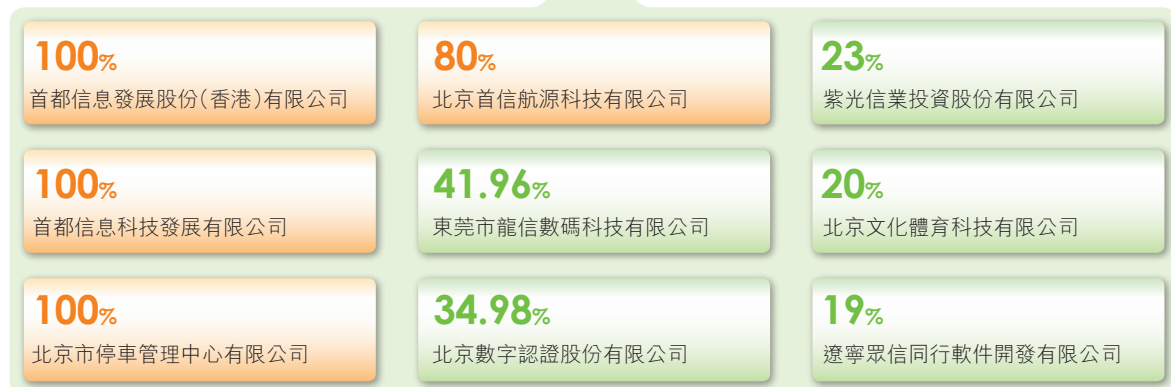 100%
首都信息發展股份(香港)有限公司
80%
北京首信航源科技有限公司
23%
紫光信業投資股份有限公司
100%
首都信息科技發展有限公司
41.96%
東莞市龍信數碼科技有限公司
20%
北京文化體育科技有限公司
100%
北京市停車管理中心有限公司
34.98%
北京數字認證股份有限公司
19%
遼寧眾信同行軟件開發有限公司